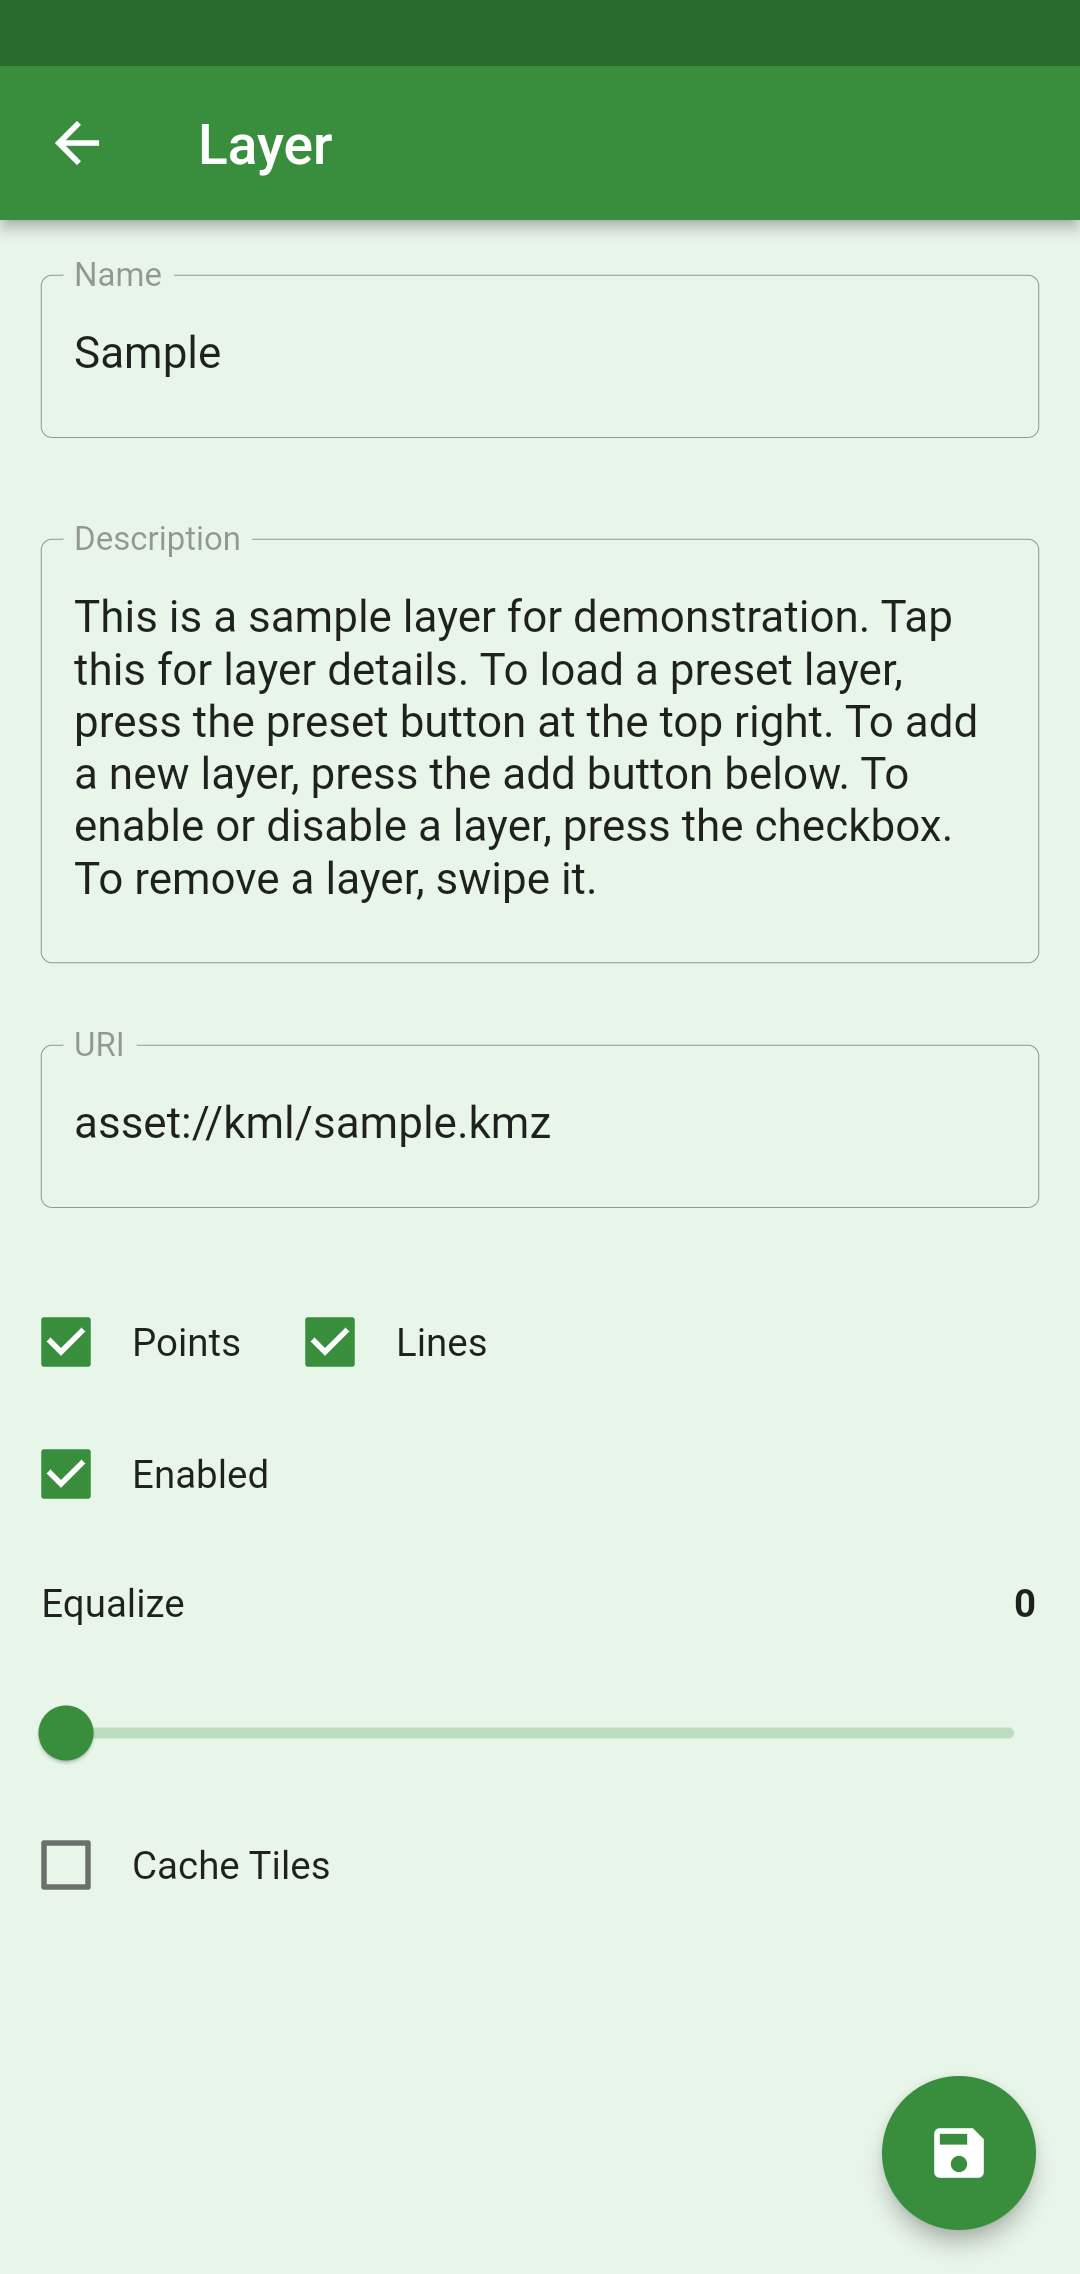 Layer
Name
Sample
Description
This is a sample layer for demonstration. Tap
this for layer details. To load a preset layer,
press the preset button at the top right. To add
a new layer, press the add button below. To
enable or disable a layer, press the checkbox.
To remove a layer, swipe it.
URI
asset://kml/sample.kmz
Points Lines
Enabled
Equalize 0
Cache Tiles